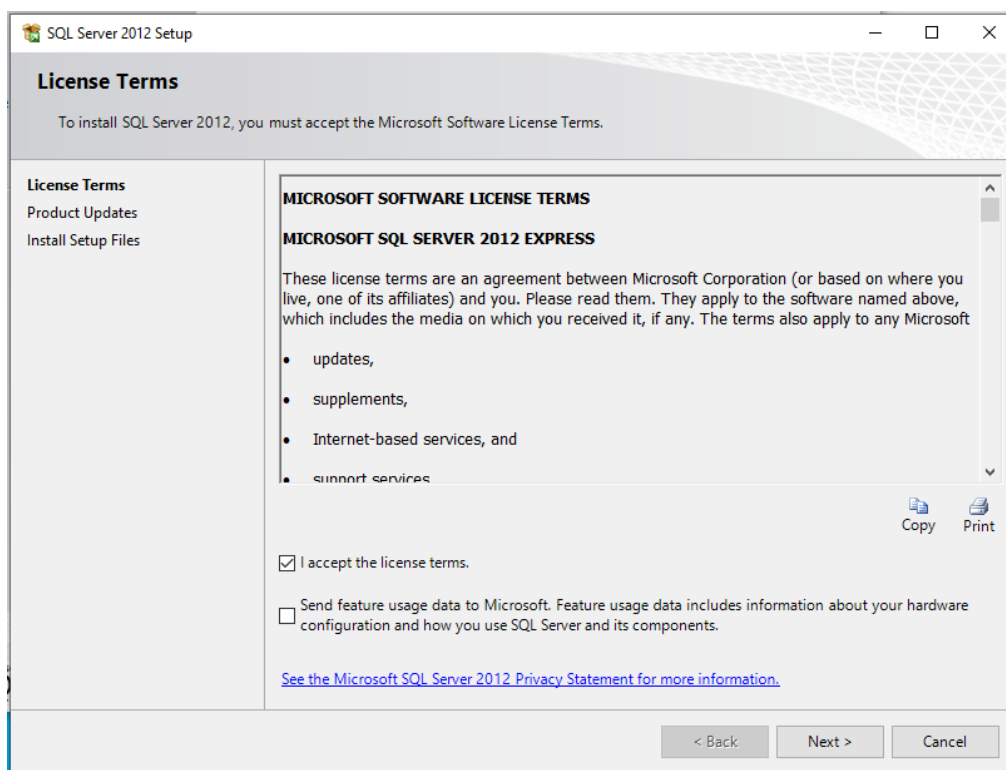 SQL Server 2012 Setup
License Terms
To install SQL Server 2012, you must accept the Microsoft Software License Terms.
License Terms
Product Updates
Install Setup Files
MICROSOFT SOFTWARE LICENSE TERMS
MICROSOFT SQL SERVER 2012 EXPRESS
These license terms are an agreement between Microsoft Corporation (or based on where you
live, one of its affiliates) and you. Please read them. They apply to the software named above,
which includes the media on which you received it, if any. The terms also apply to any Microsoft
• updates,
• supplements,
• Internet-based services, and
• support services
Copy
Print
I accept the license terms.
Send feature usage data to Microsoft. Feature usage data includes information about your hardware
configuration and how you use SQL Server and its components.
See the Microsoft SQL Server 2012 Privacy Statement for more information.
< Back
Next >
Cancel